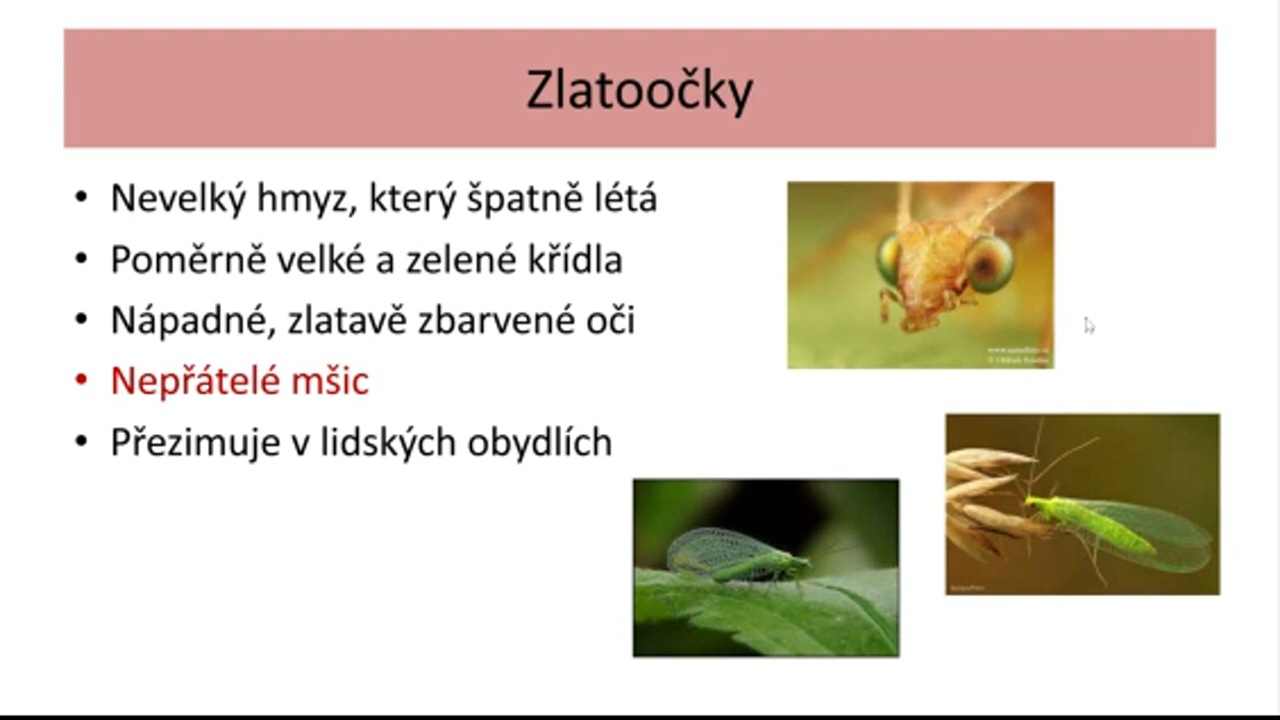 Zlatoočky
• Nevelký hmyz, který špatně létá
• Poměrně velké a zelené křídla
• Nápadné, zlatavě zbarvené oči
• Nepřátelé mšic
• Přezimuje v lidských obydlích